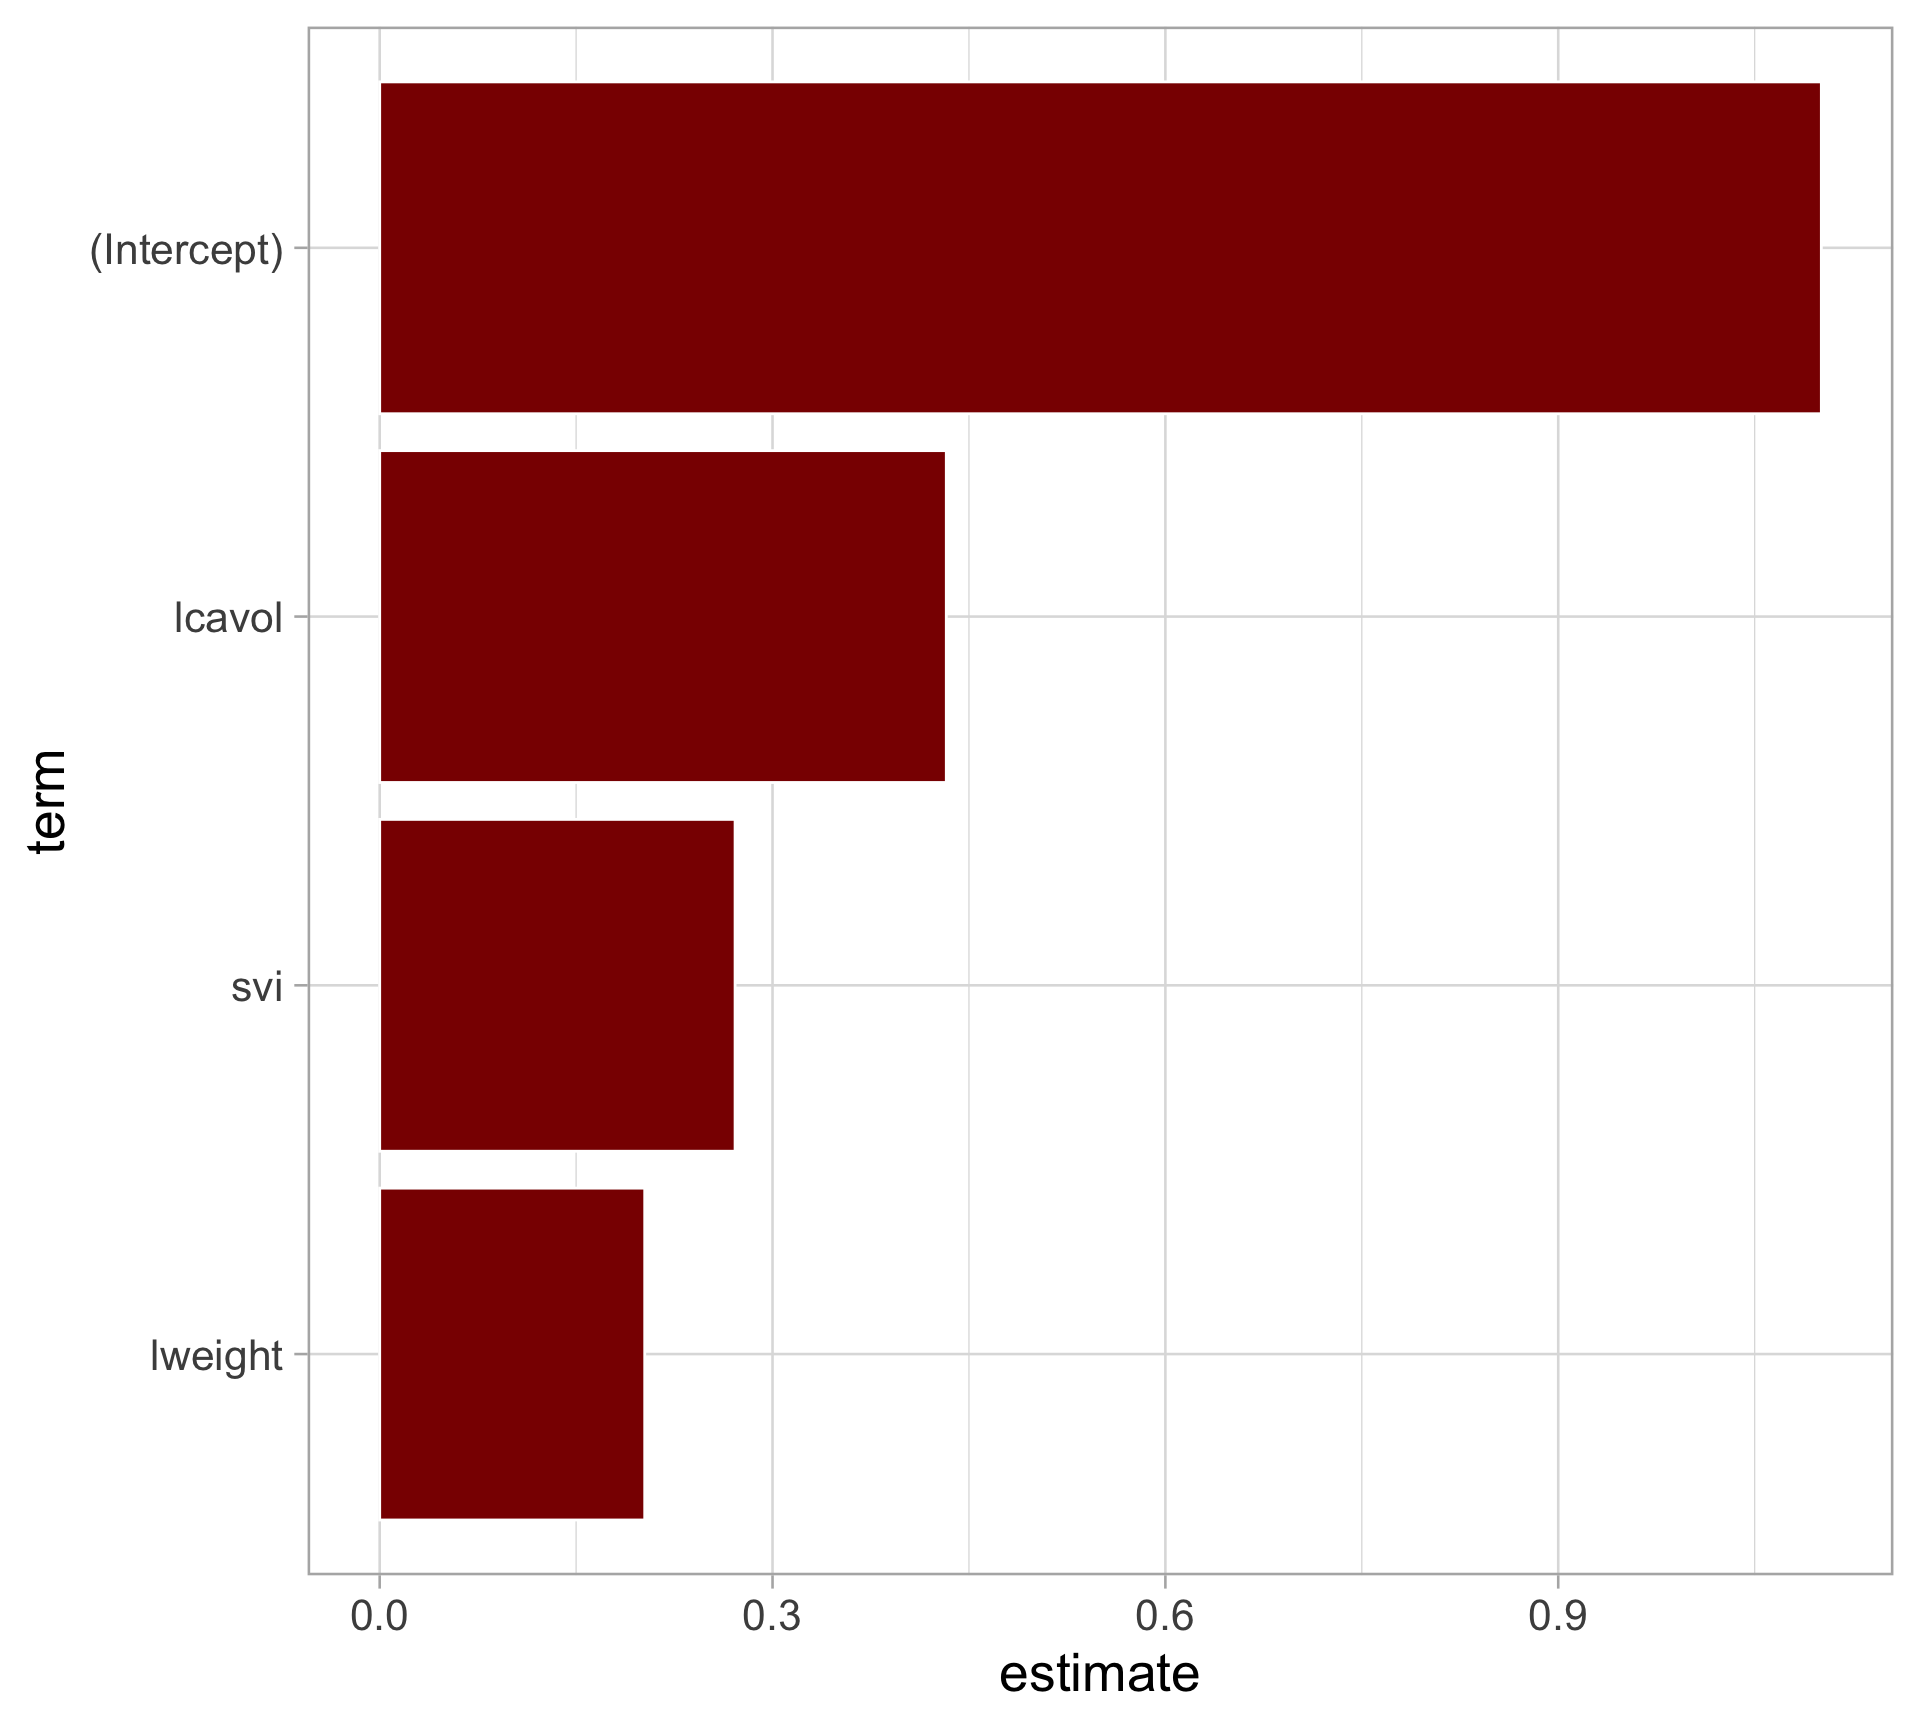 (Intercept)
lcavol
svi
lweight
term
0.0 0.3 0.6 0.9
estimate